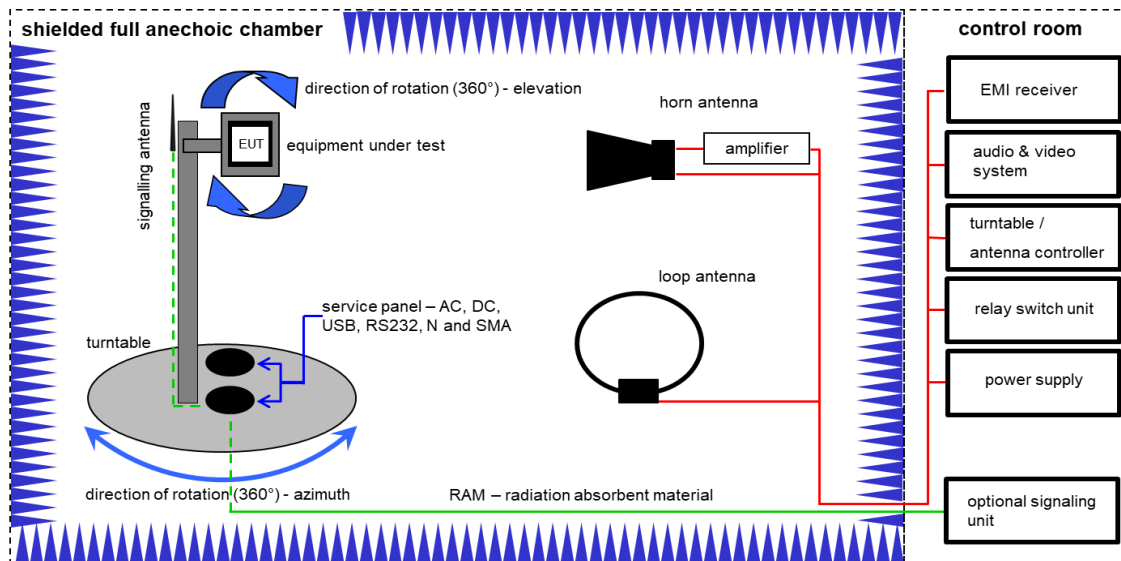 shielded full anechoic chamber
control room
direction of rotation (360°) - elevation
signalling antenna
EUT
equipment under test
horn antenna
amplifier
EMI receiver
audio & video
system
turntable /
antenna controller
loop antenna
service panel – AC, DC,
USB, RS232, N and SMA
relay switch unit
turntable
power supply
direction of rotation (360°) - azimuth
RAM – radiation absorbent material
optional signaling
unit